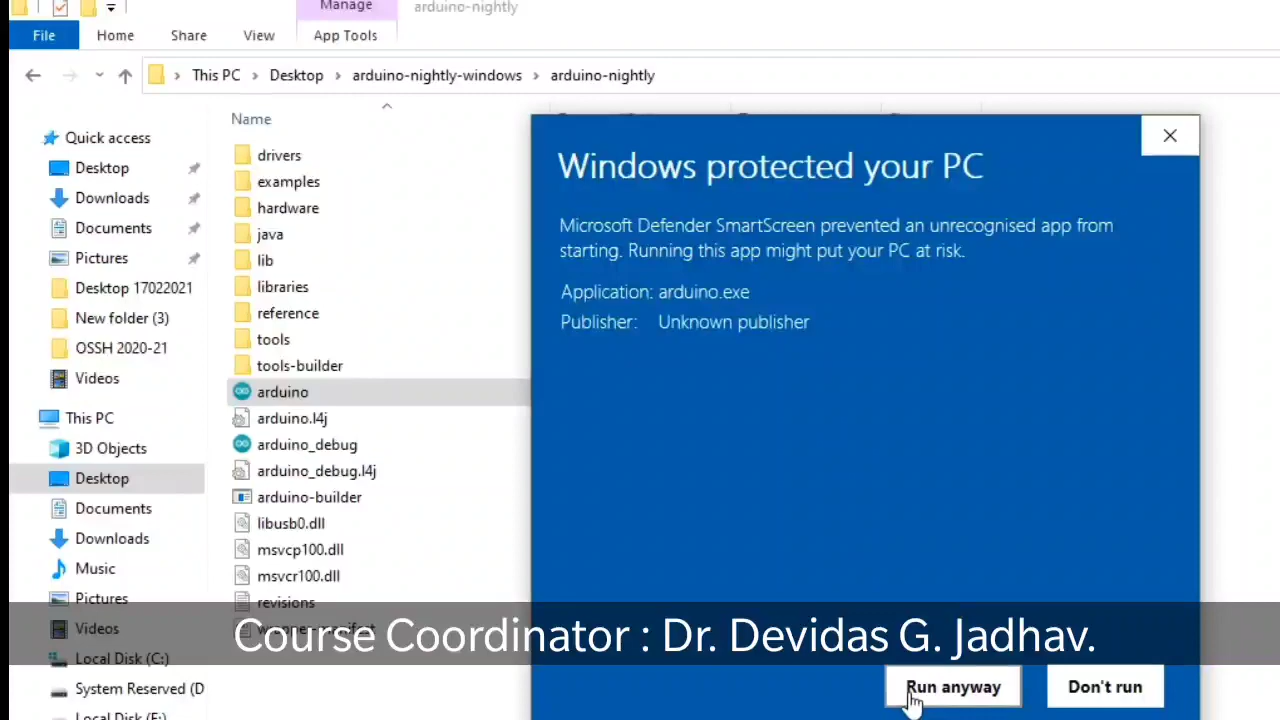 Manage
arduino-nightly
File
Home
Share
View
App Tools
This PC
Desktop
arduino-nightly-windows
arduino-nightly
Name
Quick access
Desktop
Downloads
Documents
Pictures
Desktop 17022021
New folder (3)
OSSH 2020-21
Videos
This PC
3D Objects
Desktop
Documents
Downloads
Music
Pictures
Videos
Local Disk (C:)
System Reserved (D
Local Disk (E:)
drivers
examples
hardware
java
lib
libraries
reference
tools
tools-builder
arduino
arduino.l4j
arduino_debug
arduino_debug.l4j
arduino-builder
libusb0.dll
msvcp100.dll
msvcr100.dll
revisions
Windows protected your PC
Microsoft Defender SmartScreen prevented an unrecognised app from
starting. Running this app might put your PC at risk.
Application: arduino.exe
Publisher: Unknown publisher
Course Coordinator : Dr. Devidas G. Jadhav.
Run anyway
Don't run